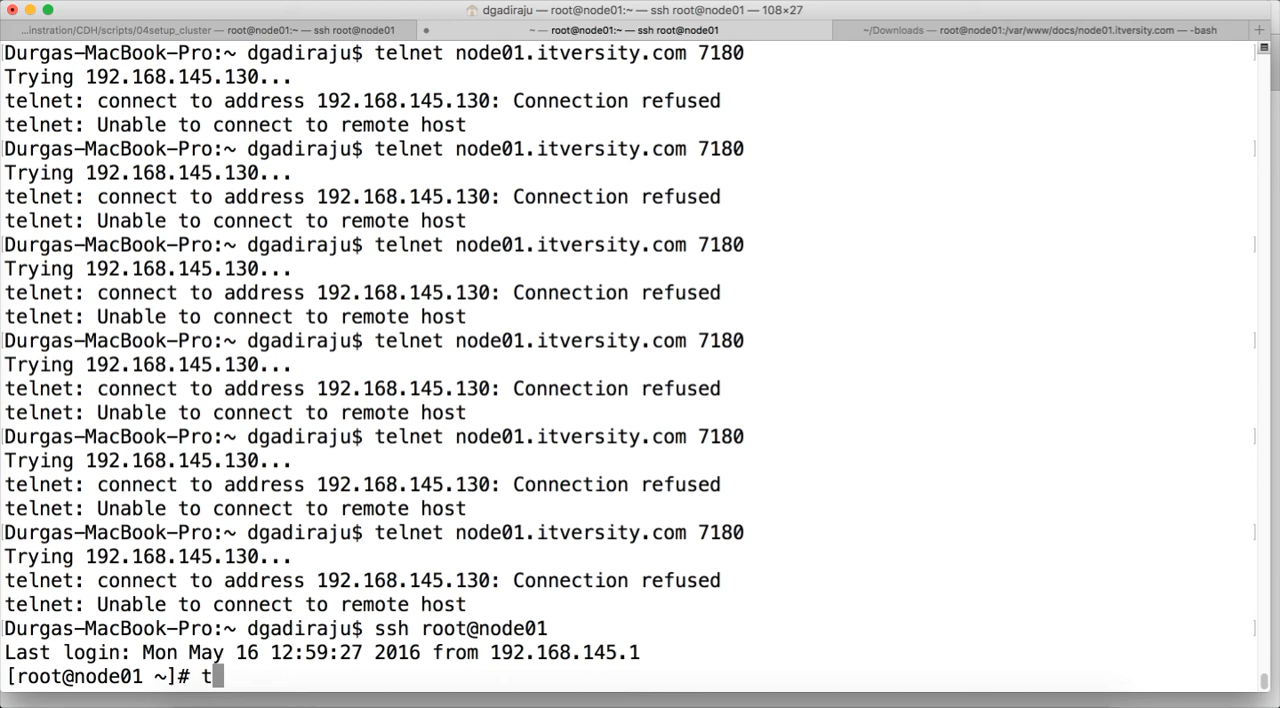 dgadiraju — root@node01:~ — ssh root@node01 — 108×27
...instration/CDH/scripts/04setup_cluster — root@node01:~ — ssh root@node01
~ — root@node01:~ — ssh root@node01
~/Downloads — root@node01:/var/www/docs/node01.itversity.com — -bash
Durgas-MacBook-Pro:~ dgadiraju$ telnet node01.itversity.com 7180
Trying 192.168.145.130...
telnet: connect to address 192.168.145.130: Connection refused
telnet: Unable to connect to remote host
Durgas-MacBook-Pro:~ dgadiraju$ telnet node01.itversity.com 7180
Trying 192.168.145.130...
telnet: connect to address 192.168.145.130: Connection refused
telnet: Unable to connect to remote host
Durgas-MacBook-Pro:~ dgadiraju$ telnet node01.itversity.com 7180
Trying 192.168.145.130...
telnet: connect to address 192.168.145.130: Connection refused
telnet: Unable to connect to remote host
Durgas-MacBook-Pro:~ dgadiraju$ telnet node01.itversity.com 7180
Trying 192.168.145.130...
telnet: connect to address 192.168.145.130: Connection refused
telnet: Unable to connect to remote host
Durgas-MacBook-Pro:~ dgadiraju$ telnet node01.itversity.com 7180
Trying 192.168.145.130...
telnet: connect to address 192.168.145.130: Connection refused
telnet: Unable to connect to remote host
Durgas-MacBook-Pro:~ dgadiraju$ telnet node01.itversity.com 7180
Trying 192.168.145.130...
telnet: connect to address 192.168.145.130: Connection refused
telnet: Unable to connect to remote host
Durgas-MacBook-Pro:~ dgadiraju$ ssh root@node01
Last login: Mon May 16 12:59:27 2016 from 192.168.145.1
[root@node01 ~]# t